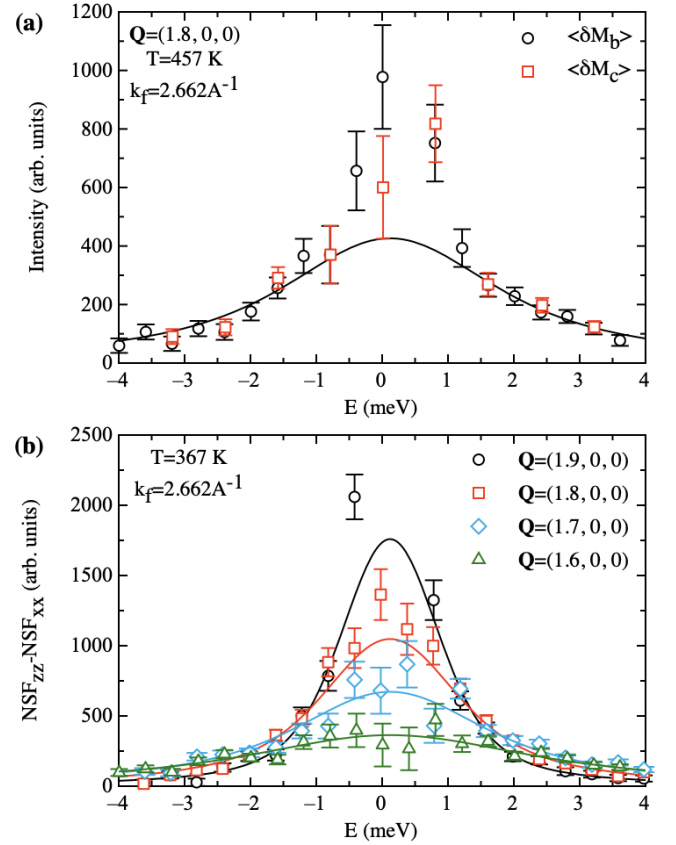 (a)
1200
1000
800
600
400
200
0
Intensity (arb. units)
Q=(1.8, 0, 0)
T=457 K
k_f=2.662A^-1
<δM_b>
<δM_c>
−4 −3 −2 −1 0 1 2 3 4
E (meV)
(b)
2500
2000
1500
1000
500
0
NSF_zz-NSF_xx (arb. units)
T=367 K
k_f=2.662A^-1
Q=(1.9, 0, 0)
Q=(1.8, 0, 0)
Q=(1.7, 0, 0)
Q=(1.6, 0, 0)
−4 −3 −2 −1 0 1 2 3 4
E (meV)